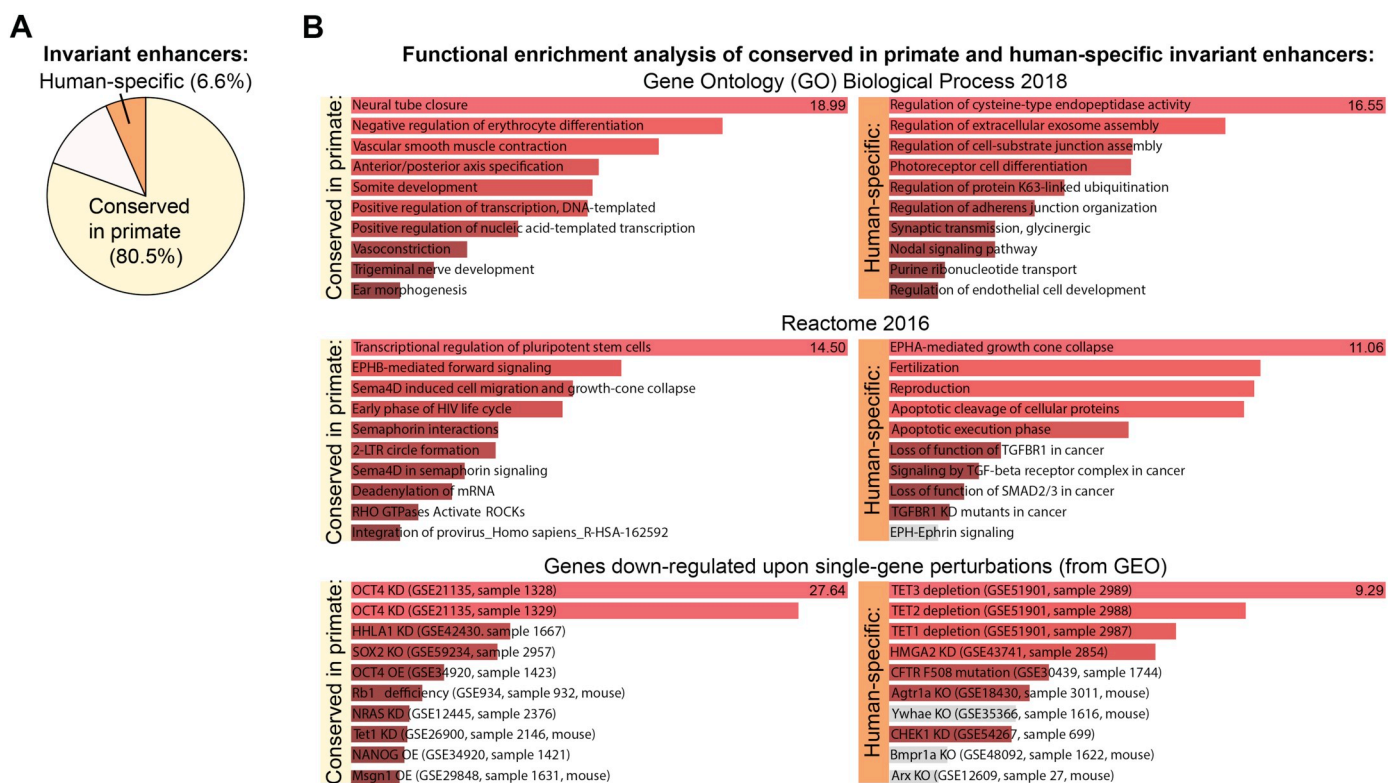 A
Invariant enhancers:
Human-specific (6.6%)
Conserved
in primate
(80.5%)
B
Functional enrichment analysis of conserved in primate and human-specific invariant enhancers:
Gene Ontology (GO) Biological Process 2018
Conserved in primate:
Neural tube closure 18.99
Negative regulation of erythrocyte differentiation
Vascular smooth muscle contraction
Anterior/posterior axis specification
Somite development
Positive regulation of transcription, DNA-templated
Positive regulation of nucleic acid-templated transcription
Vasoconstriction
Trigeminal nerve development
Ear morphogenesis
Human-specific:
Regulation of cysteine-type endopeptidase activity 16.55
Regulation of extracellular exosome assembly
Regulation of cell-substrate junction assembly
Photoreceptor cell differentiation
Regulation of protein K63-linked ubiquitination
Regulation of adherens junction organization
Synaptic transmission, glycinergic
Nodal signaling pathway
Purine ribonucleotide transport
Regulation of endothelial cell development
Reactome 2016
Conserved in primate:
Transcriptional regulation of pluripotent stem cells 14.50
EPHB-mediated forward signaling
Sema4D induced cell migration and growth-cone collapse
Early phase of HIV life cycle
Semaphorin interactions
2-LTR circle formation
Sema4D in semaphorin signaling
Deadenylation of mRNA
RHO GTPases Activate ROCKs
Integration of provirus_Homo sapiens_R-HSA-162592
Human-specific:
EPHA-mediated growth cone collapse 11.06
Fertilization
Reproduction
Apoptotic cleavage of cellular proteins
Apoptotic execution phase
Loss of function of TGFBR1 in cancer
Signaling by TGF-beta receptor complex in cancer
Loss of function of SMAD2/3 in cancer
TGFBR1 KD mutants in cancer
EPH-Ephrin signaling
Genes down-regulated upon single-gene perturbations (from GEO)
Conserved in primate:
OCT4 KD (GSE21135, sample 1328) 27.64
OCT4 KD (GSE21135, sample 1329)
HHLA1 KD (GSE42430. sample 1667)
SOX2 KO (GSE59234, sample 2957)
OCT4 OE (GSE34920, sample 1423)
Rb1 defficiency (GSE934, sample 932, mouse)
NRAS KD (GSE12445, sample 2376)
Tet1 KD (GSE26900, sample 2146, mouse)
NANOG OE (GSE34920, sample 1421)
Msgn1 OE (GSE29848, sample 1631, mouse)
Human-specific:
TET3 depletion (GSE51901, sample 2989) 9.29
TET2 depletion (GSE51901, sample 2988)
TET1 depletion (GSE51901, sample 2987)
HMGA2 KD (GSE43741, sample 2854)
CFTR F508 mutation (GSE30439, sample 1744)
Agtr1a KO (GSE18430, sample 3011, mouse)
Ywhae KO (GSE35366, sample 1616, mouse)
CHEK1 KD (GSE54267, sample 699)
Bmpr1a KO (GSE48092, sample 1622, mouse)
Arx KO (GSE12609, sample 27, mouse)